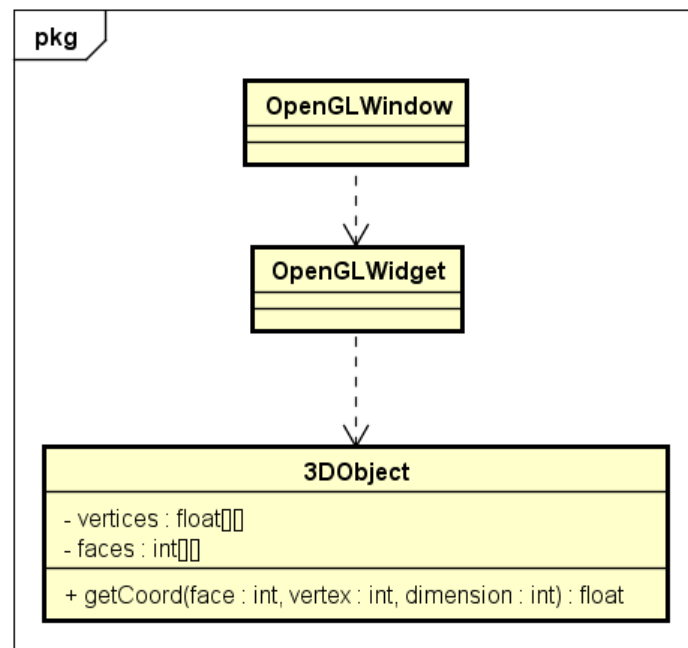 pkg
OpenGLWindow
OpenGLWidget
3DObject
- vertices : float[][]
- faces : int[][]
+ getCoord(face : int, vertex : int, dimension : int) : float